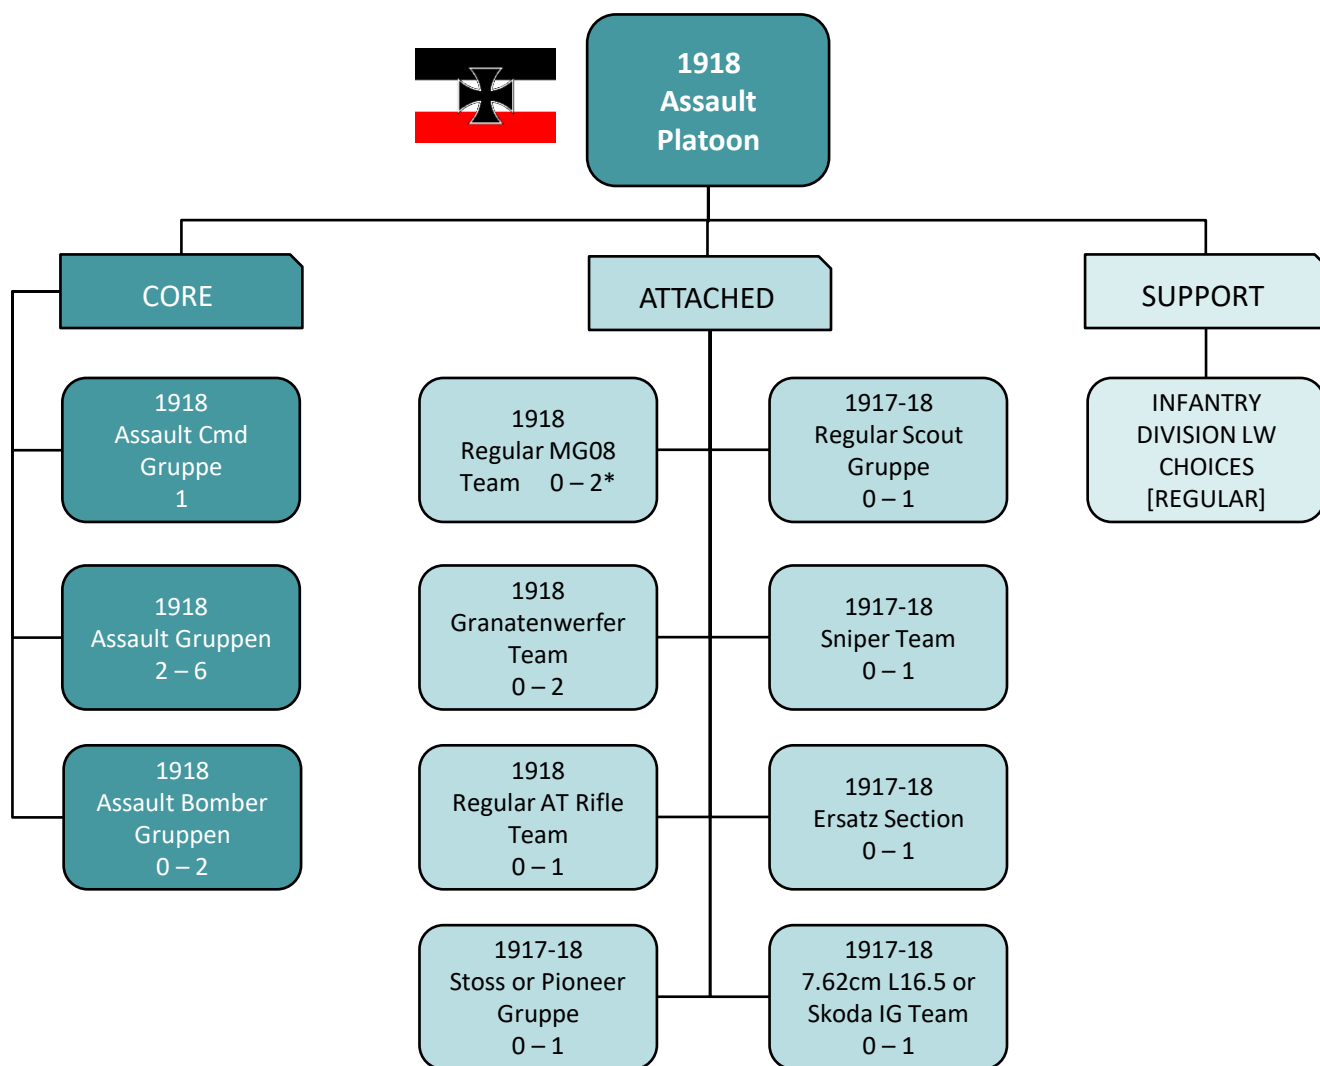 1918
Assault
Platoon
CORE
ATTACHED
SUPPORT
1918
Assault Cmd
Gruppe
1
1918
Regular MG08
Team 0 – 2*
1917-18
Regular Scout
Gruppe
0 – 1
INFANTRY
DIVISION LW
CHOICES
[REGULAR]
1918
Assault Gruppen
2 – 6
1918
Granatenwerfer
Team
0 – 2
1917-18
Sniper Team
0 – 1
1918
Assault Bomber
Gruppen
0 – 2
1918
Regular AT Rifle
Team
0 – 1
1917-18
Ersatz Section
0 – 1
1917-18
Stoss or Pioneer
Gruppe
0 – 1
1917-18
7.62cm L16.5 or
Skoda IG Team
0 – 1